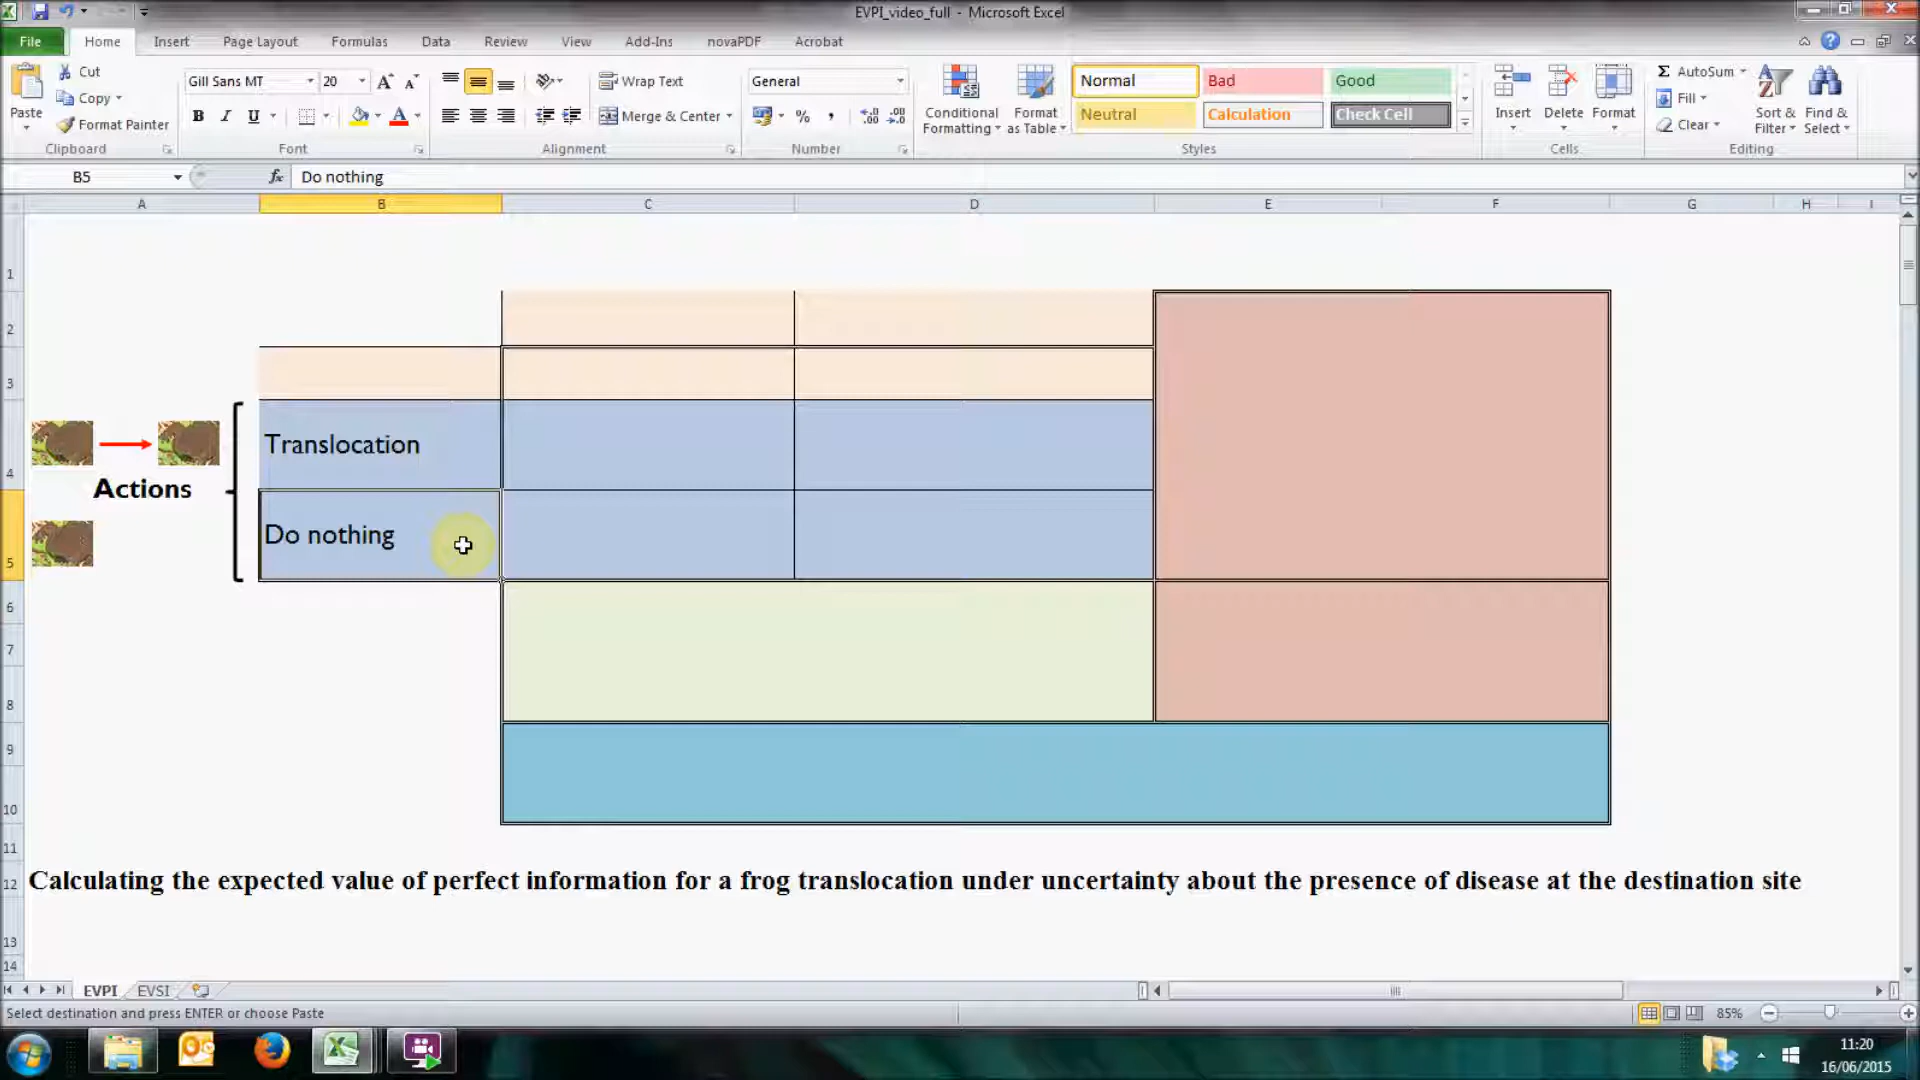 EVPI_video_full - Microsoft Excel
File Home Insert Page Layout Formulas Data Review View Add-Ins novaPDF Acrobat
Paste
Cut
Copy
Format Painter
Clipboard
Gill Sans MT 20 A A
B I U A
Font
Wrap Text
Merge & Center
Alignment
General
% ,
Number
Conditional Formatting
Format as Table
Normal Bad Good
Neutral Calculation Check Cell
Styles
Insert Delete Format
Cells
Σ AutoSum
Fill
Clear
Sort & Filter
Find & Select
Editing
B5 fx Do nothing
A B C D E F G H I
1
2
3
4
5
6
7
8
9
10
11
12
13
14
Translocation
Actions
Do nothing
Calculating the expected value of perfect information for a frog translocation under uncertainty about the presence of disease at the destination site
EVPI EVSI
Select destination and press ENTER or choose Paste
85%
11:20
16/06/2015